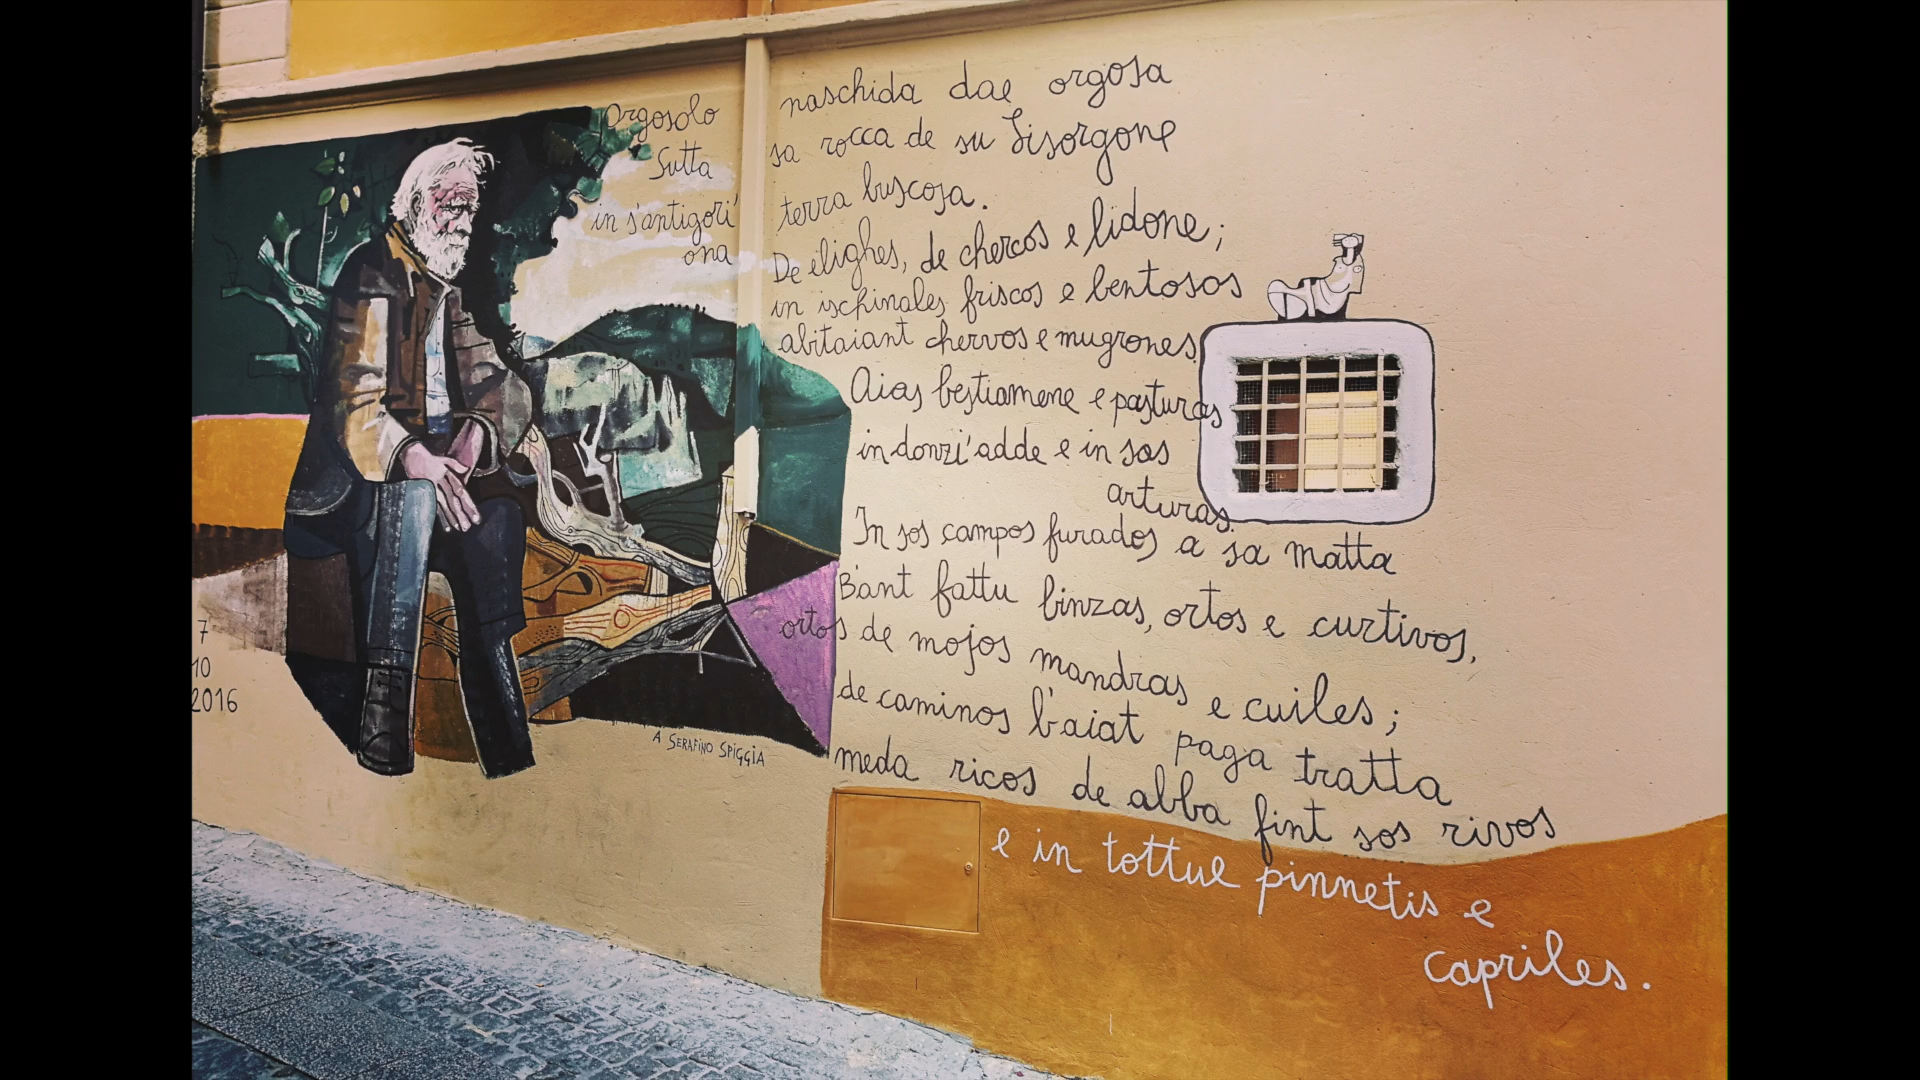 Orgosolo
Sutta
in s'antigori'
ona
naschida dae orgosa
sa rocca de su Lisorgone
terra buscosa.
De elighes, de chercos e lidone;
in ischinales friscos e bentosos
abitaiant chervos e mugrones.
Aias bestiamene e pasturas
in donzi'adde e in sas
arturas.
In sos campos furados a sa matta
B'ant fattu binzas, ortos e curtivos,
ortos de mojos mandras e cuiles;
de caminos b'aiat paga tratta
meda ricos de abba fint sos rivos
e in tottue pinnetis e
capriles.
7
10
2016
A SERAFINO SPIGGIA